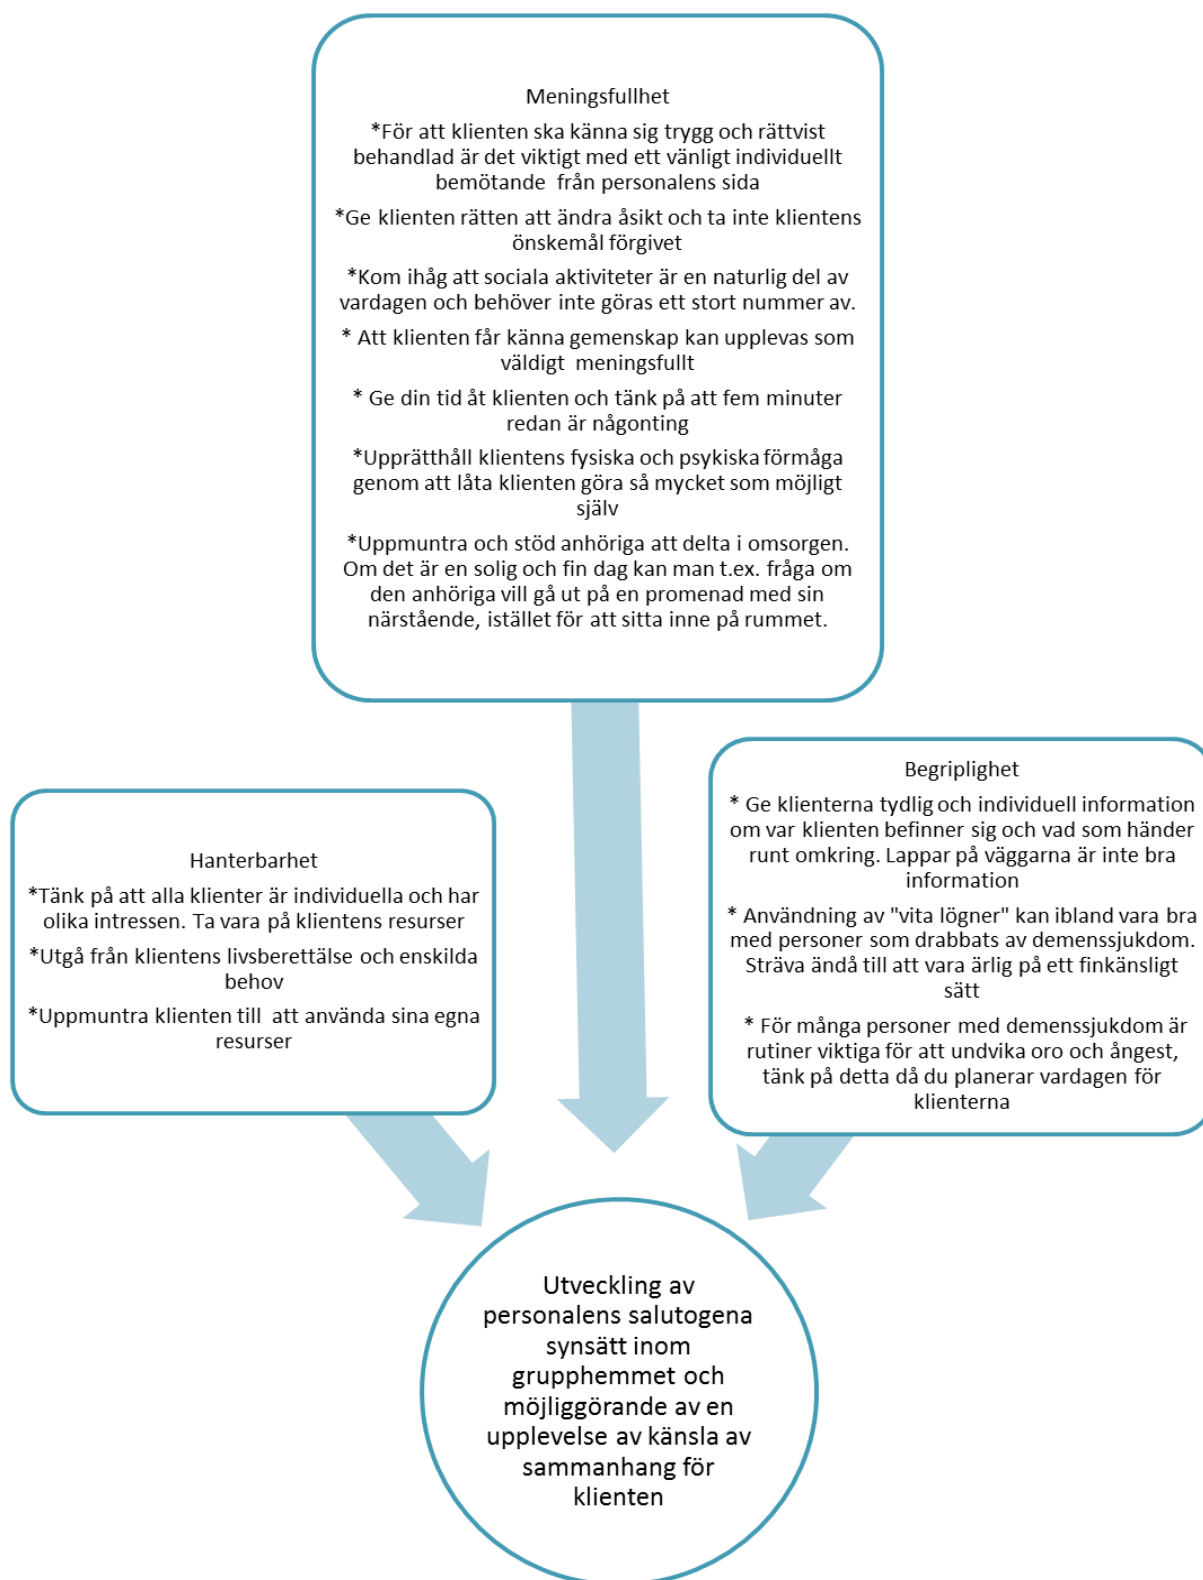 Meningsfullhet
*För att klienten ska känna sig trygg och rättvist
behandlad är det viktigt med ett vänligt individuellt
bemötande från personalens sida
*Ge klienten rätten att ändra åsikt och ta inte klientens
önskemål förgivet
*Kom ihåg att sociala aktiviteter är en naturlig del av
vardagen och behöver inte göras ett stort nummer av.
* Att klienten får känna gemenskap kan upplevas som
väldigt meningsfullt
* Ge din tid åt klienten och tänk på att fem minuter
redan är någonting
*Upprätthåll klientens fysiska och psykiska förmåga
genom att låta klienten göra så mycket som möjligt
själv
*Uppmuntra och stöd anhöriga att delta i omsorgen.
Om det är en solig och fin dag kan man t.ex. fråga om
den anhöriga vill gå ut på en promenad med sin
närstående, istället för att sitta inne på rummet.
Hanterbarhet
*Tänk på att alla klienter är individuella och har
olika intressen. Ta vara på klientens resurser
*Utgå från klientens livsberettälse och enskilda
behov
*Uppmuntra klienten till att använda sina egna
resurser
Begriplighet
* Ge klienterna tydlig och individuell information
om var klienten befinner sig och vad som händer
runt omkring. Lappar på väggarna är inte bra
information
* Användning av "vita lögner" kan ibland vara bra
med personer som drabbats av demenssjukdom.
Sträva ändå till att vara ärlig på ett finkänsligt
sätt
* För många personer med demenssjukdom är
rutiner viktiga för att undvika oro och ångest,
tänk på detta då du planerar vardagen för
klienterna
Utveckling av
personalens salutogena
synsätt inom
grupphemmet och
möjliggörande av en
upplevelse av känsla av
sammanhang för
klienten